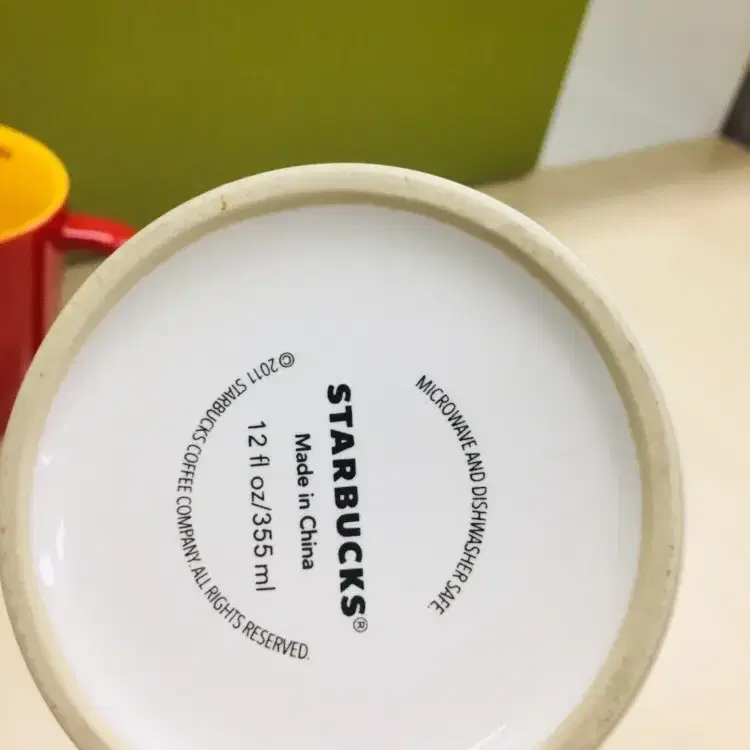 MICROWAVE AND DISHWASHER SAFE.
STARBUCKS®
Made in China
12 fl oz/355 ml
© 2011 STARBUCKS COFFEE COMPANY. ALL RIGHTS RESERVED.